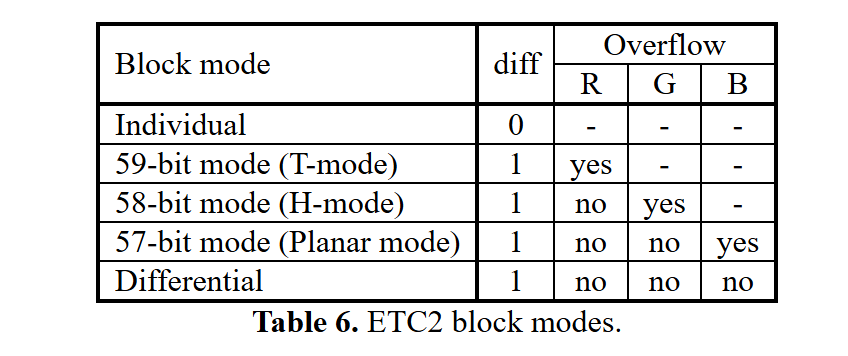 Block mode diff Overflow
R G B
Individual 0 - - -
59-bit mode (T-mode) 1 yes - -
58-bit mode (H-mode) 1 no yes -
57-bit mode (Planar mode) 1 no no yes
Differential 1 no no no
Table 6. ETC2 block modes.